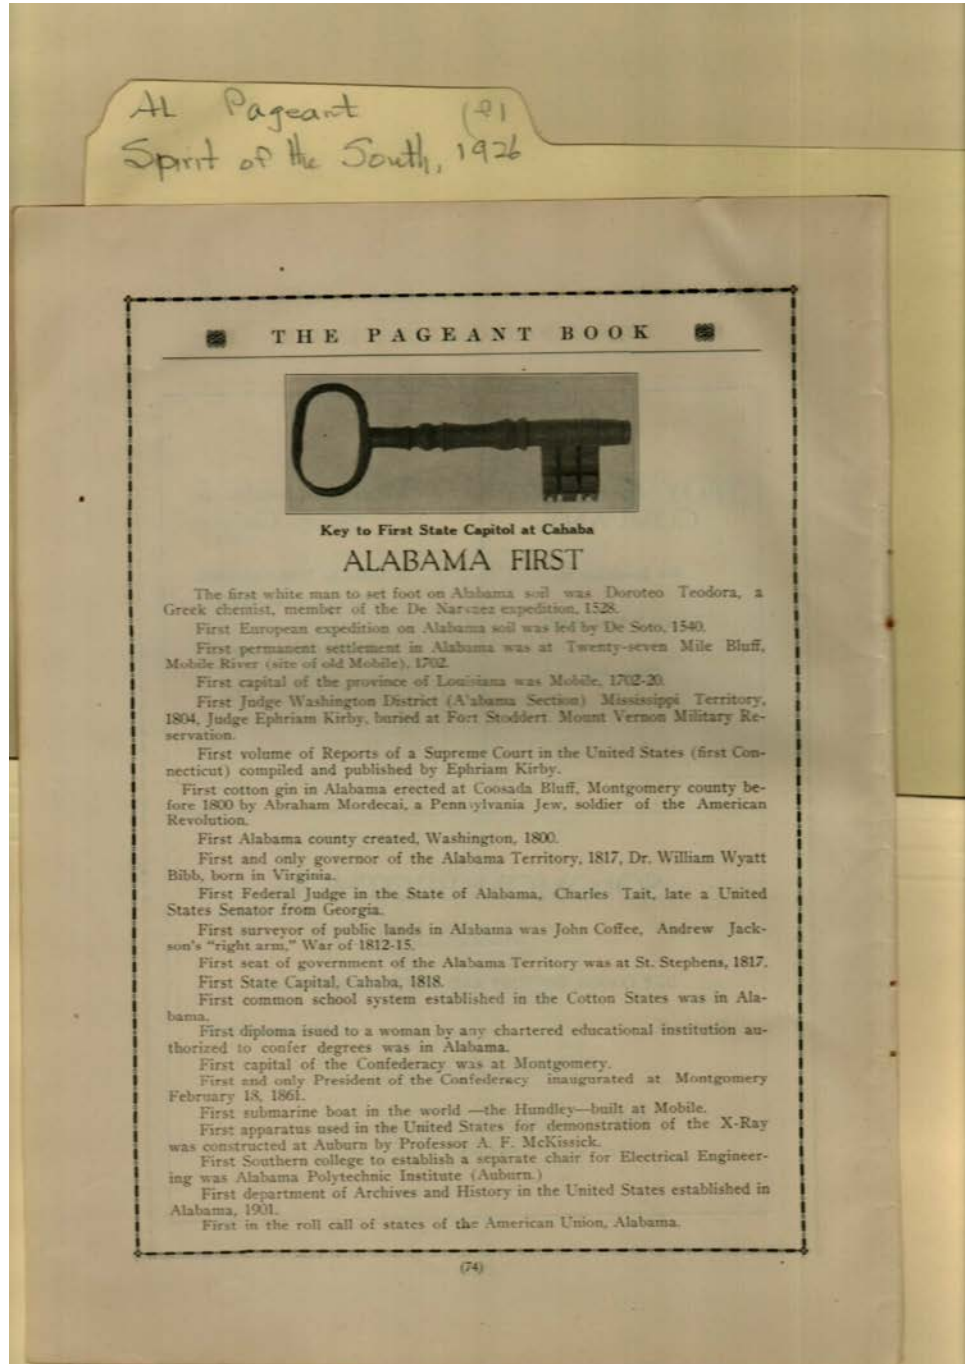 AL Pageant (P)
Spirit of the South, 1926
THE PAGEANT BOOK
Key to First State Capitol at Cahaba
ALABAMA FIRST
The first white man to set foot on Alabama soil was Doroteo Teodora, a
Greek chemist, member of the De Narvaez expedition, 1528.
First European expedition on Alabama soil was led by De Soto, 1540.
First permanent settlement in Alabama was at Twenty-seven Mile Bluff,
Mobile River (site of old Mobile), 1702.
First capital of the province of Louisiana was Mobile, 1702-20.
First Judge Washington District (Alabama Section) Mississippi Territory,
1804, Judge Ephriam Kirby, buried at Fort Stoddert. Mount Vernon Military Re-
servation.
First volume of Reports of a Supreme Court in the United States (first Con-
necticut) compiled and published by Ephriam Kirby.
First cotton gin in Alabama erected at Coosada Bluff, Montgomery county be-
fore 1800 by Abraham Mordecai, a Pennsylvania Jew, soldier of the American
Revolution.
First Alabama county created, Washington, 1800.
First and only governor of the Alabama Territory, 1817, Dr. William Wyatt
Bibb, born in Virginia.
First Federal Judge in the State of Alabama, Charles Tait, late a United
States Senator from Georgia.
First surveyor of public lands in Alabama was John Coffee, Andrew Jack-
son's "right arm," War of 1812-15.
First seat of government of the Alabama Territory was at St. Stephens, 1817.
First State Capital, Cahaba, 1818.
First common school system established in the Cotton States was in Ala-
bama.
First diploma isued to a woman by any chartered educational institution au-
thorized to confer degrees was in Alabama.
First capital of the Confederacy was at Montgomery.
First and only President of the Confederacy inaugurated at Montgomery
February 18, 1861.
First submarine boat in the world —the Hundley—built at Mobile.
First apparatus used in the United States for demonstration of the X-Ray
was constructed at Auburn by Professor A. F. McKissick.
First Southern college to establish a separate chair for Electrical Engineer-
ing was Alabama Polytechnic Institute (Auburn.)
First department of Archives and History in the United States established in
Alabama, 1901.
First in the roll call of states of the American Union, Alabama.
(74)